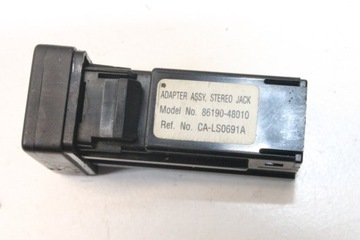 ADAPTER ASSY, STEREO JACK
Model No. 86190-48010
Ref. No. CA-LS0691A